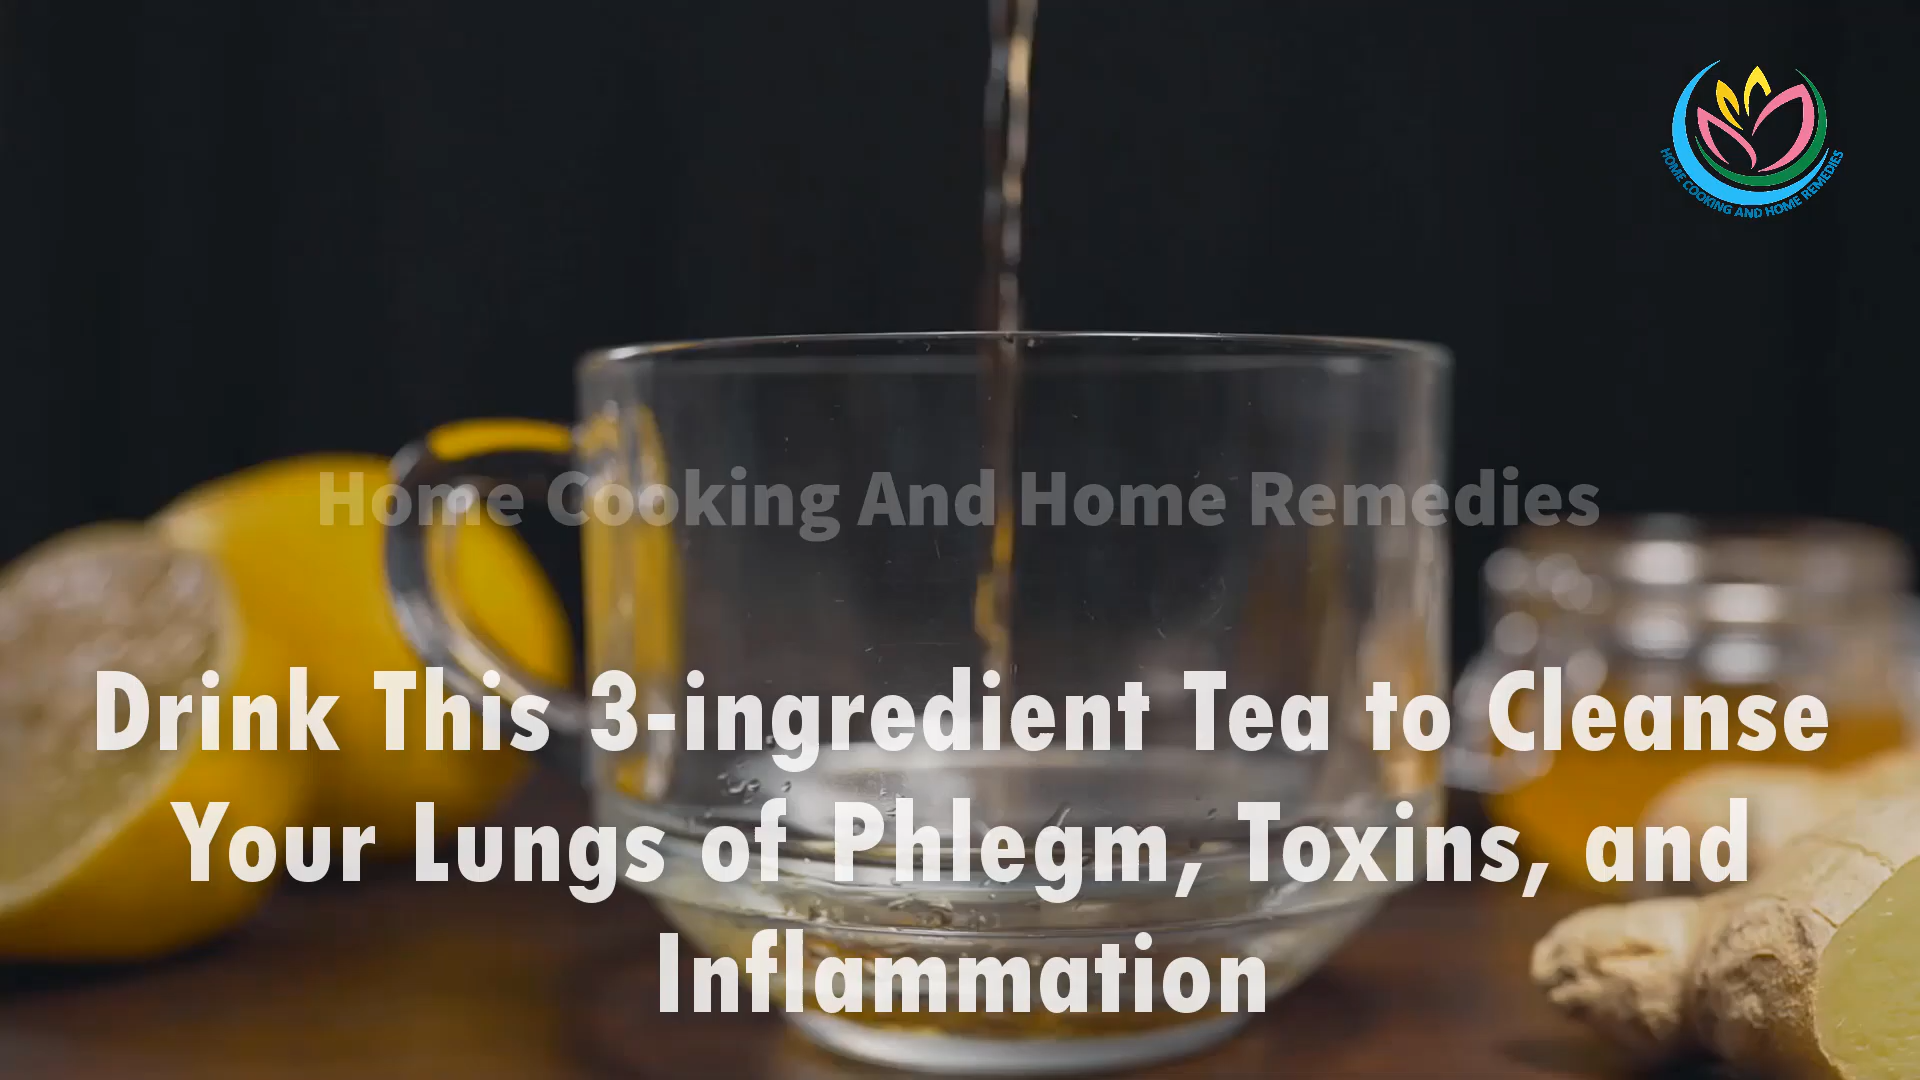 HOME COOKING AND HOME REMEDIES
Home Cooking And Home Remedies
Drink This 3-ingredient Tea to Cleanse
Your Lungs of Phlegm, Toxins, and
Inflammation